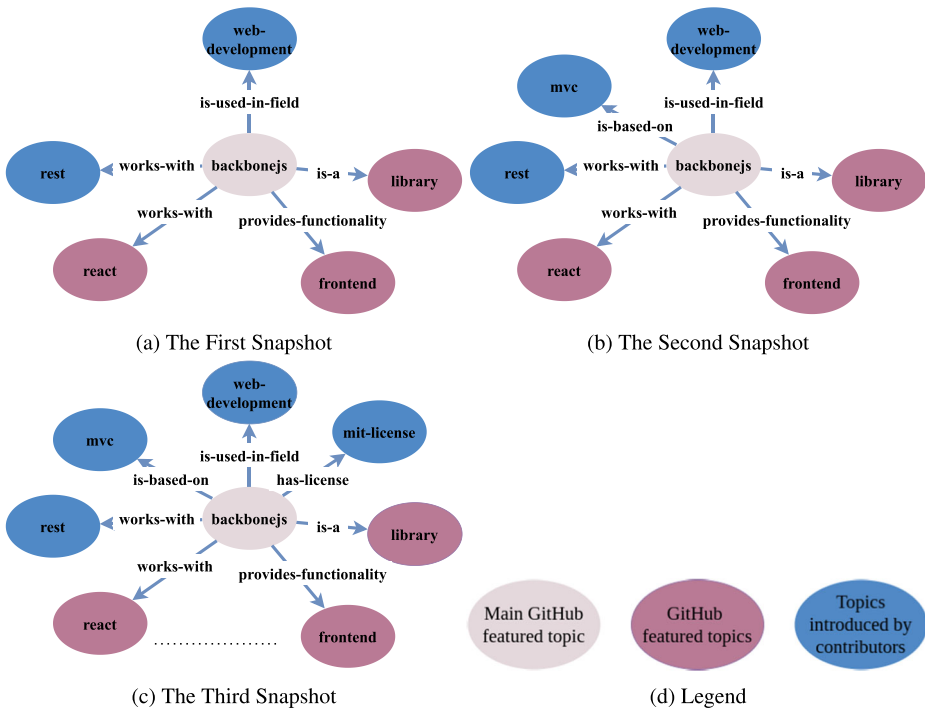 web-
development
is-used-in-field
rest
works-with
backbonejs
is-a
library
works-with
provides-functionality
react
frontend
(a) The First Snapshot
web-
development
mvc
is-used-in-field
is-based-on
rest
works-with
backbonejs
is-a
library
works-with
provides-functionality
react
frontend
(b) The Second Snapshot
web-
development
mvc
mit-license
is-used-in-field
is-based-on
has-license
rest
works-with
backbonejs
is-a
library
works-with
provides-functionality
react
.....................
frontend
(c) The Third Snapshot
Main GitHub
featured topic
GitHub
featured topics
Topics
introduced by
contributors
(d) Legend